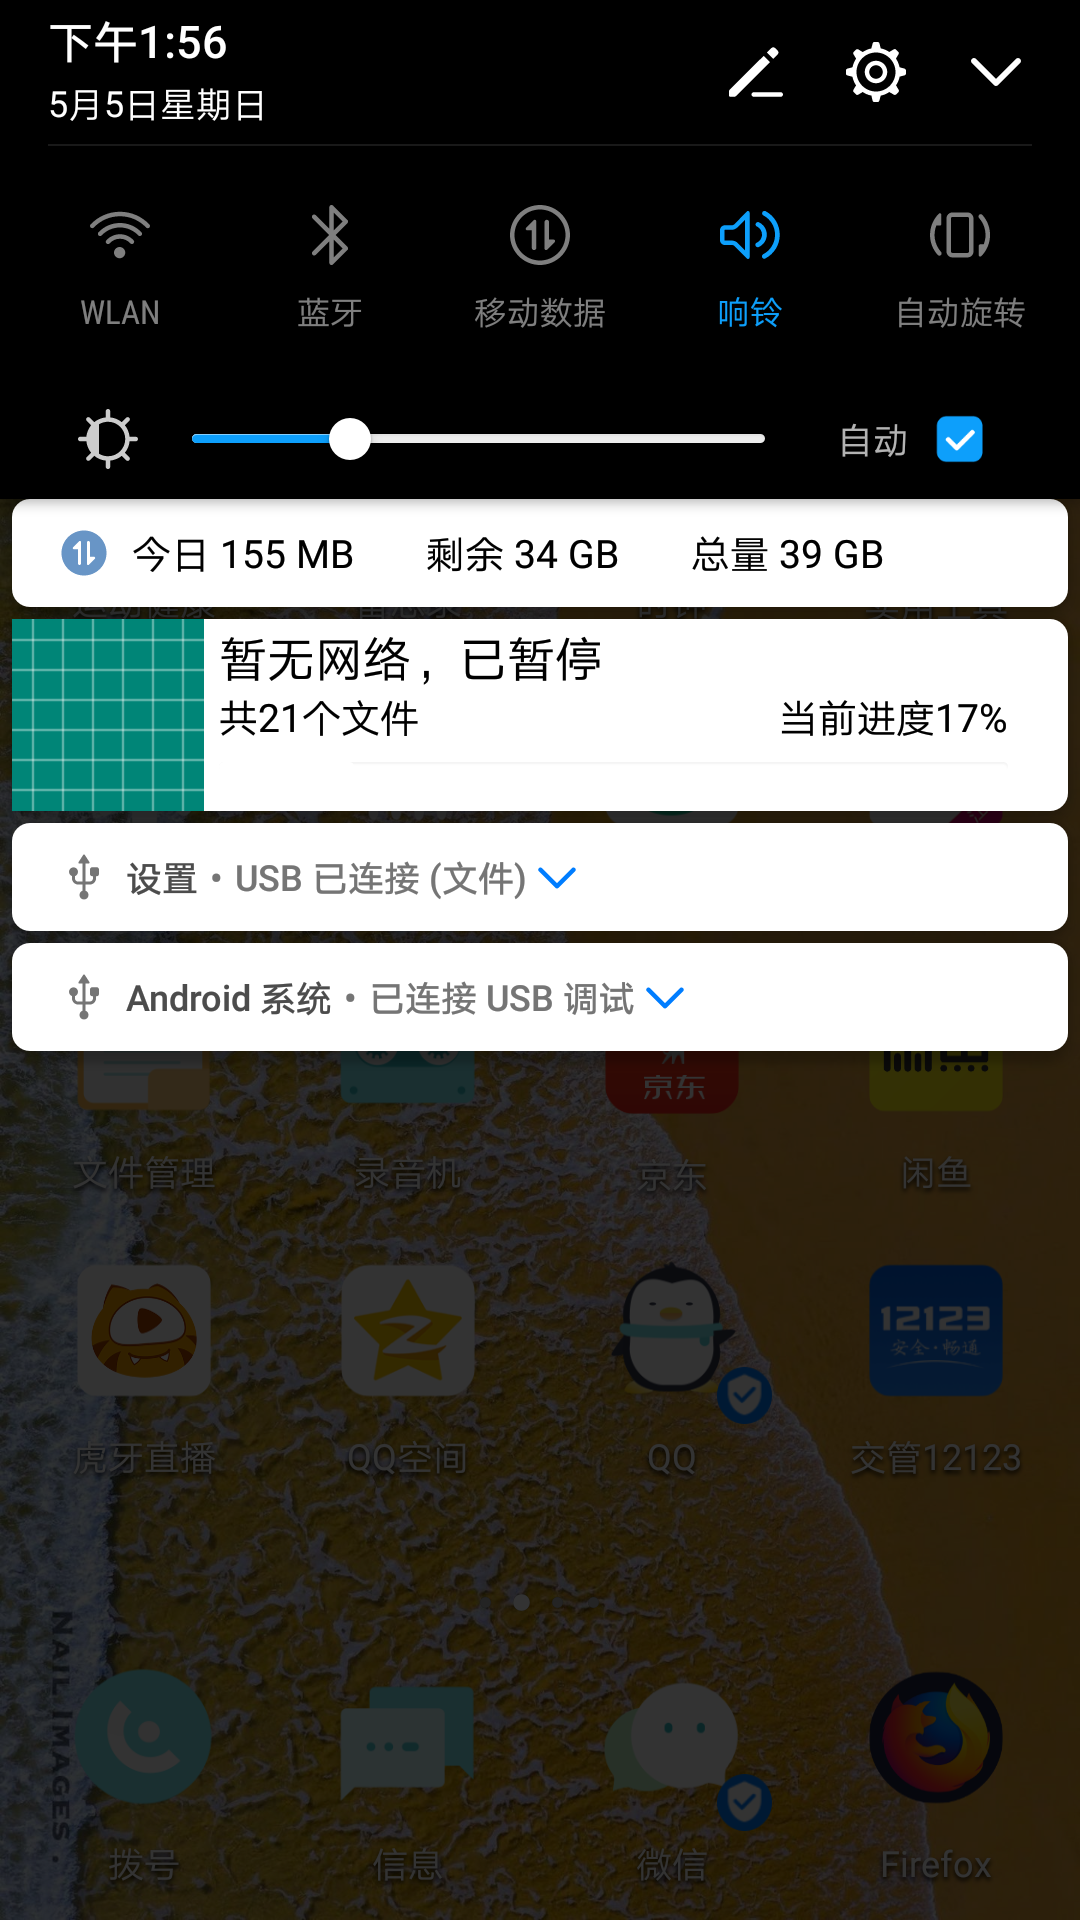 下午1:56
5月5日星期日
WLAN
蓝牙
移动数据
响铃
自动旋转
自动
今日 155 MB 剩余 34 GB 总量 39 GB
暂无网络，已暂停
共21个文件 当前进度17%
设置 • USB 已连接 (文件)
Android 系统 • 已连接 USB 调试
京东
文件管理 录音机 京东 闲鱼
12123
安全·畅通
虎牙直播 QQ空间 QQ 交管12123
NAIL IMAGES.
拨号 信息 微信 Firefox